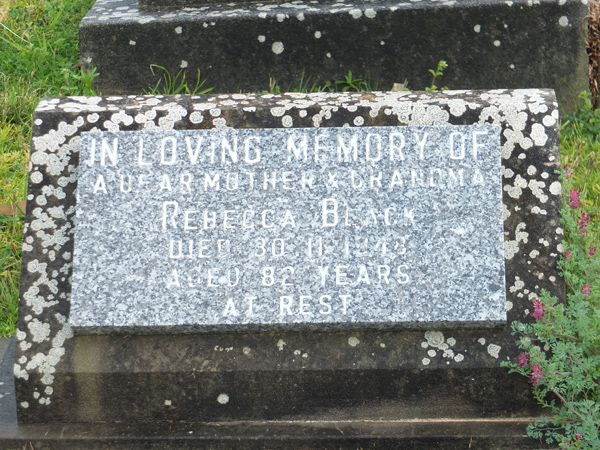 IN LOVING MEMORY OF
A DEAR MOTHER & GRANDMA
REBECCA BLACK
DIED 30·11·1948
AGED 82 YEARS
AT REST